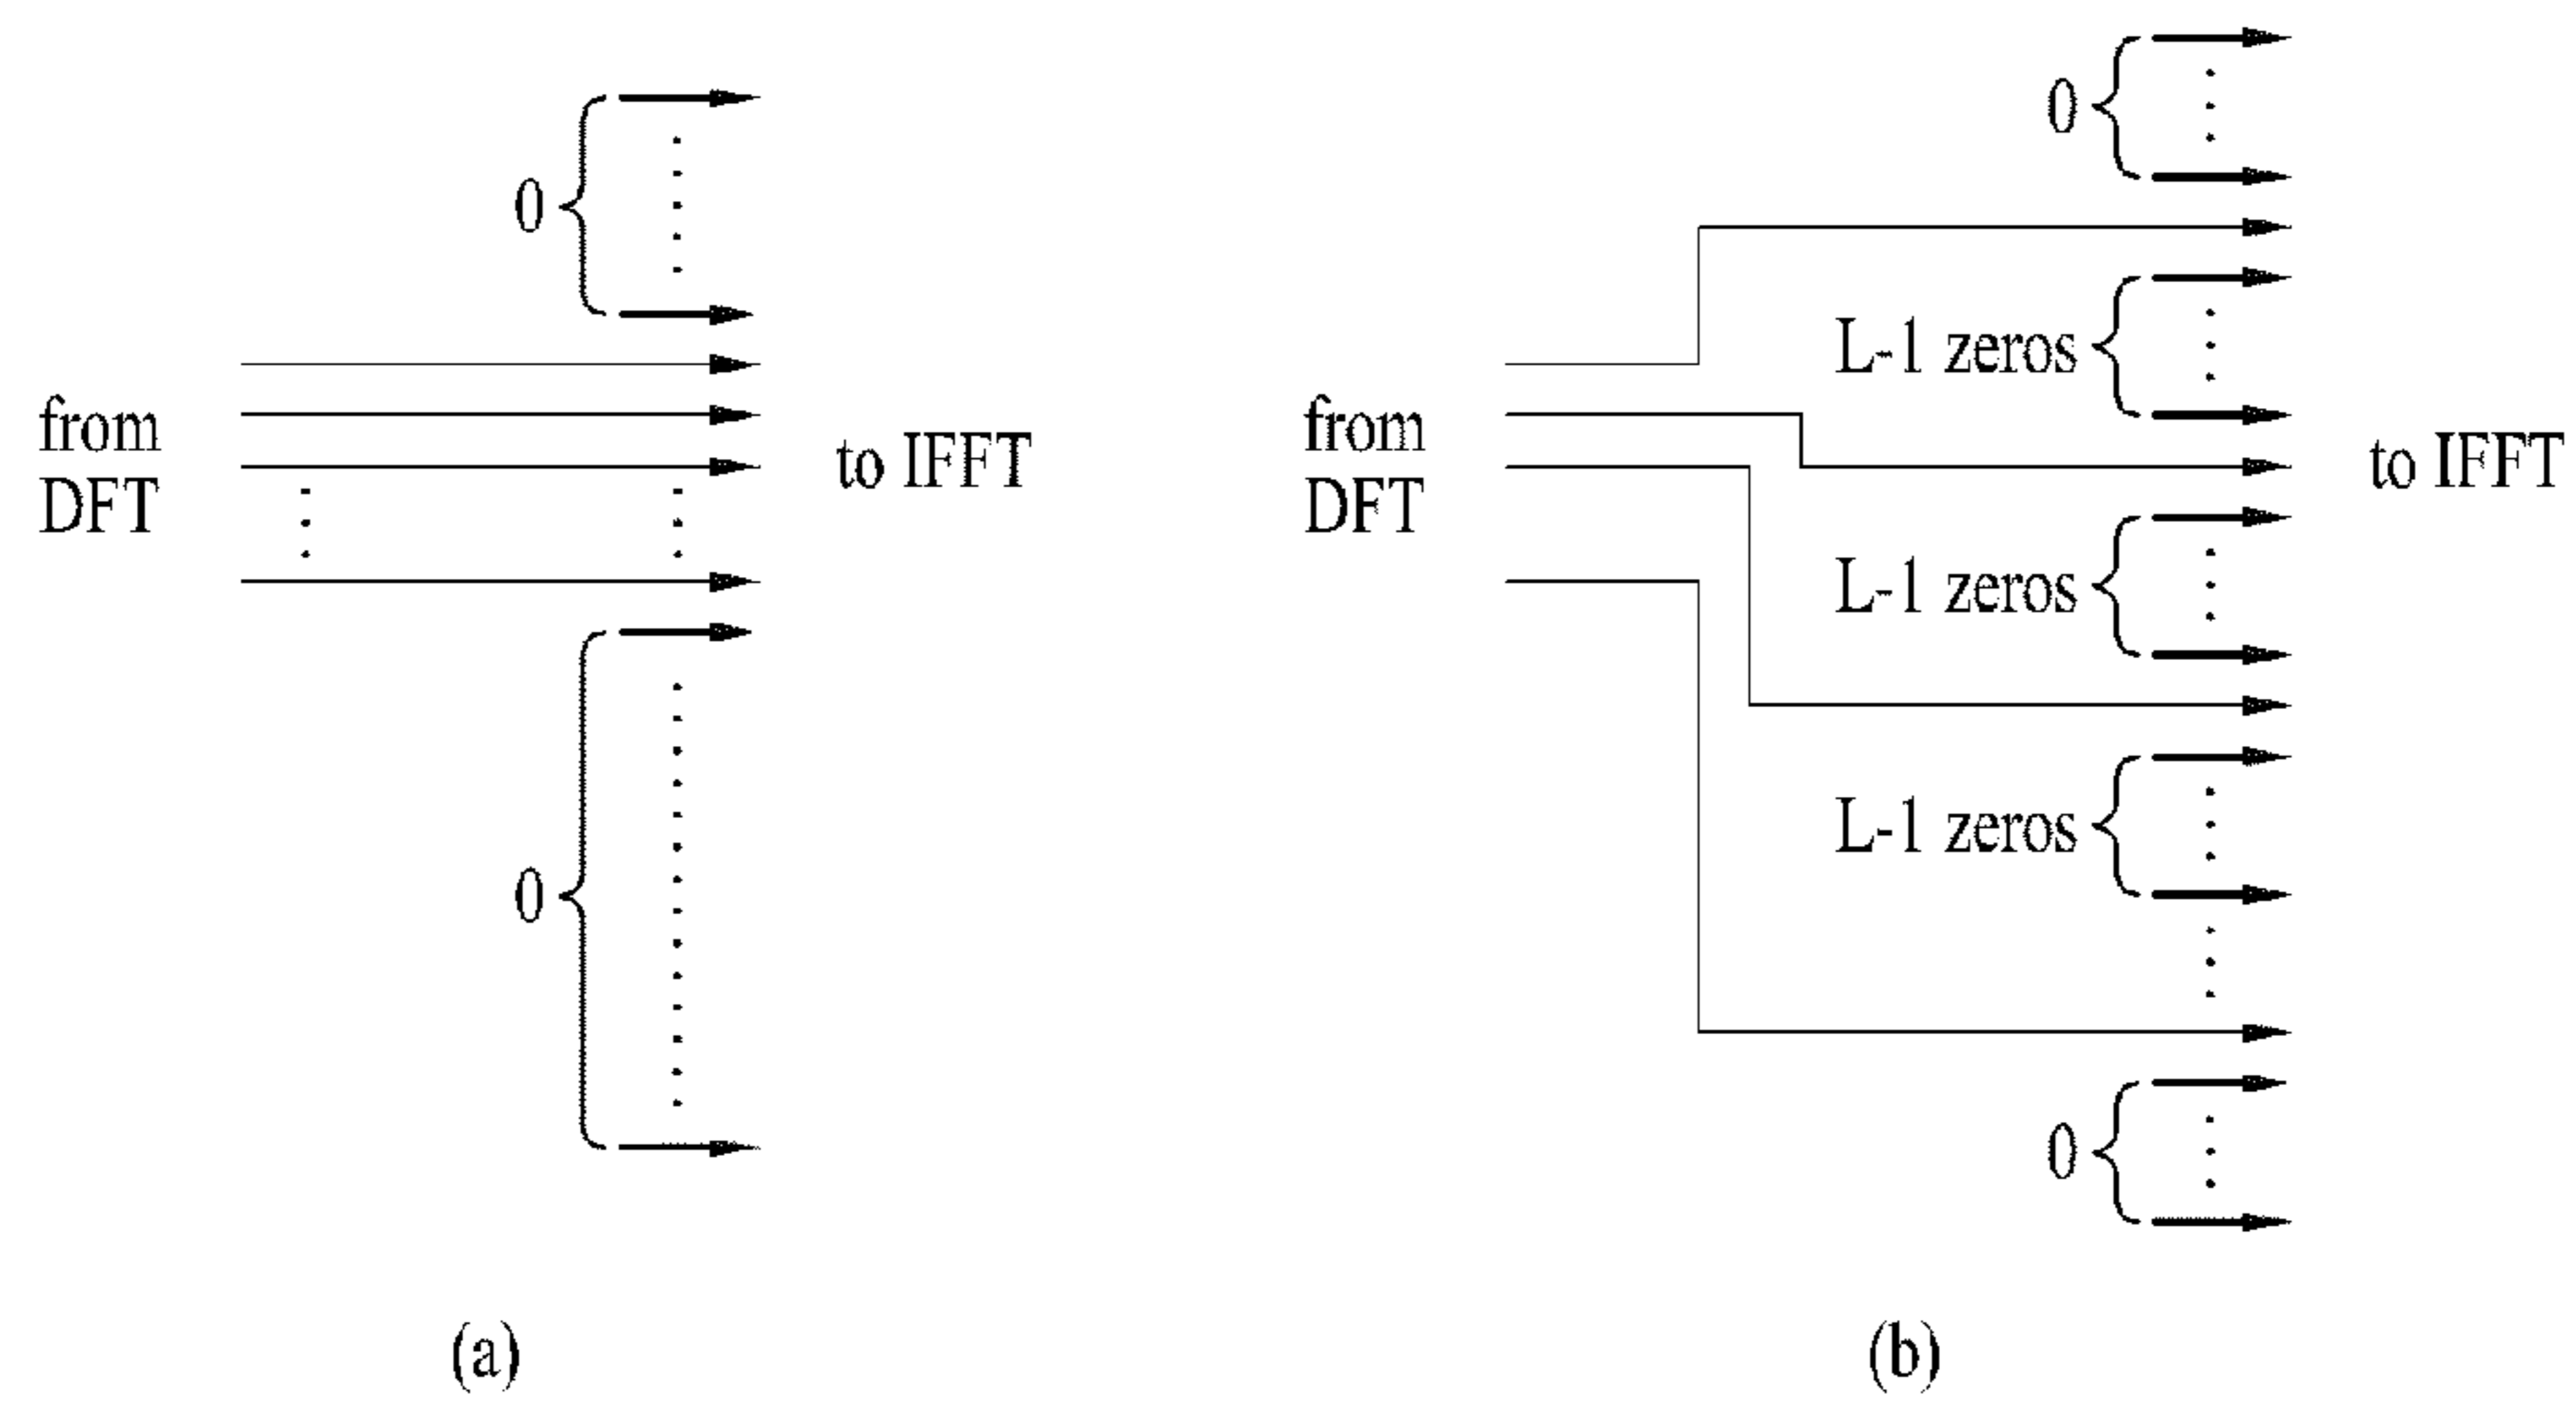 0
from
DFT
to IFFT
0
(a)
0
L-1 zeros
from
DFT
to IFFT
L-1 zeros
L-1 zeros
0
(b)